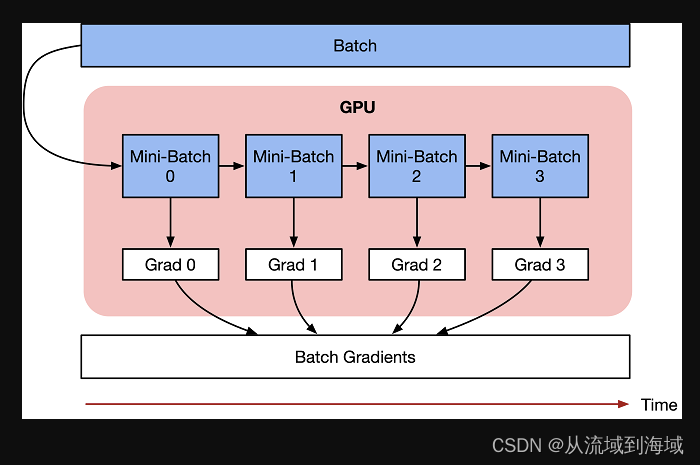 Batch
GPU
Mini-Batch
0
Mini-Batch
1
Mini-Batch
2
Mini-Batch
3
Grad 0
Grad 1
Grad 2
Grad 3
Batch Gradients
Time
CSDN @从流域到海域